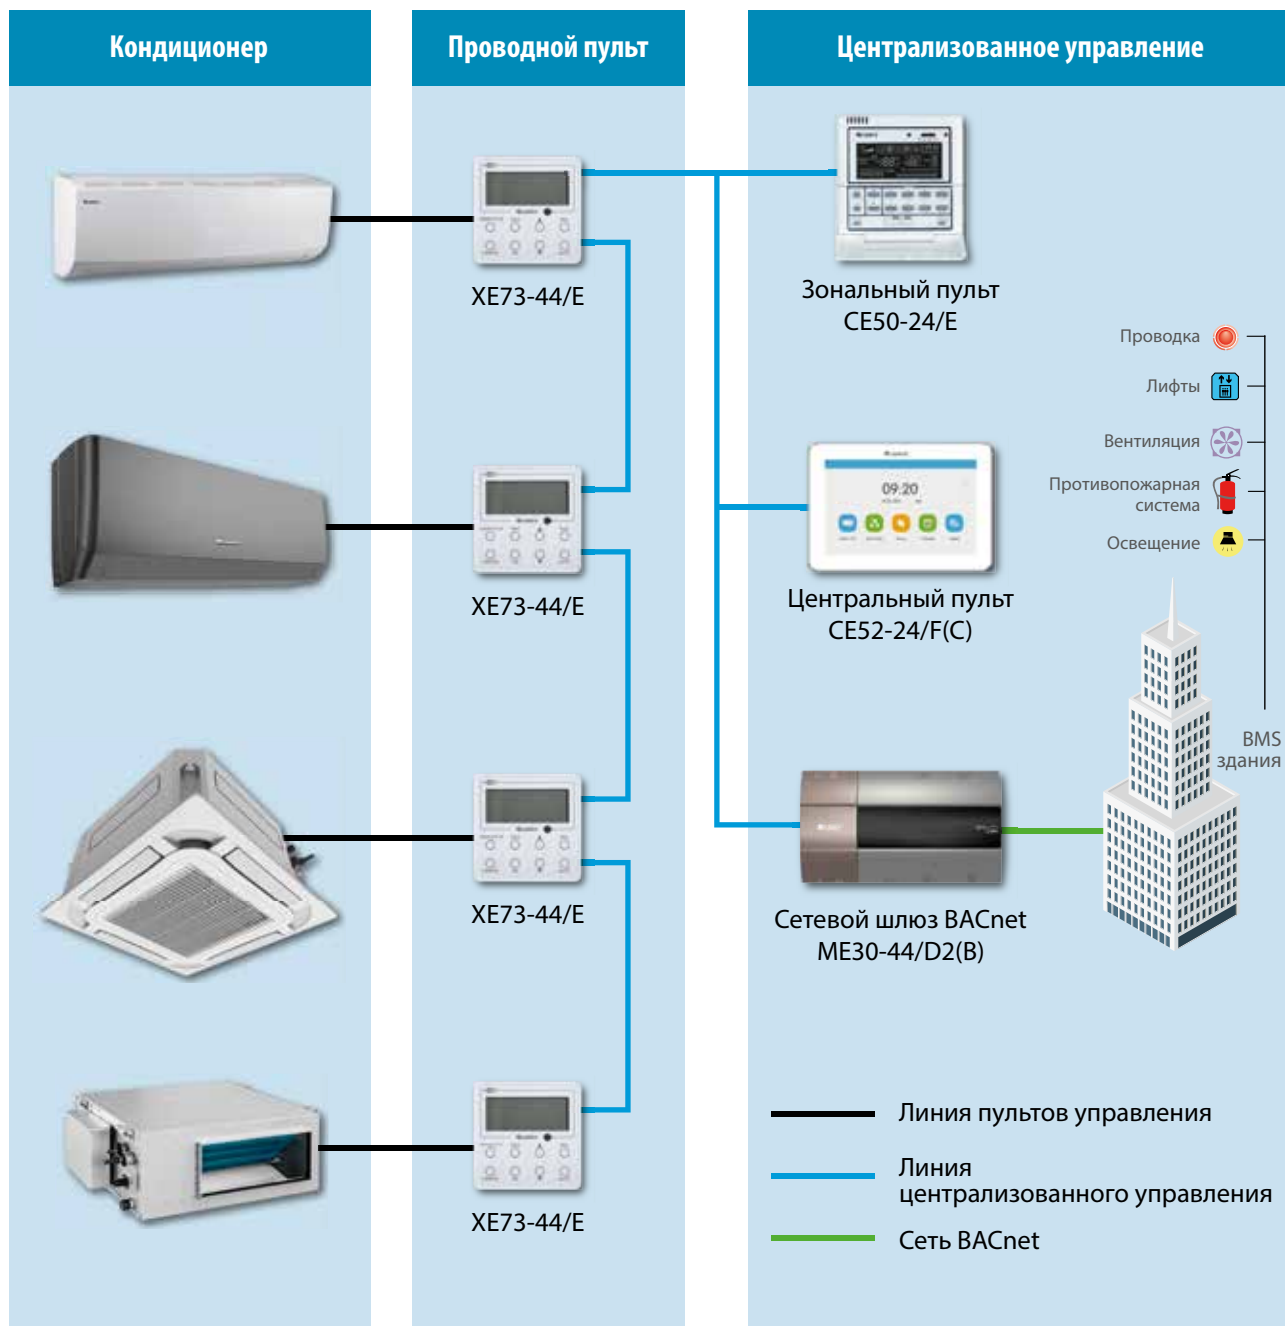 Кондиционер
Проводной пульт
Централизованное управление
XE73-44/E
XE73-44/E
XE73-44/E
XE73-44/E
Зональный пульт
CE50-24/E
09:20
Центральный пульт
CE52-24/F(C)
Сетевой шлюз BACnet
ME30-44/D2(B)
Проводка
Лифты
Вентиляция
Противопожарная
система
Освещение
BMS
здания
Линия пультов управления
Линия
централизованного управления
Сеть BACnet